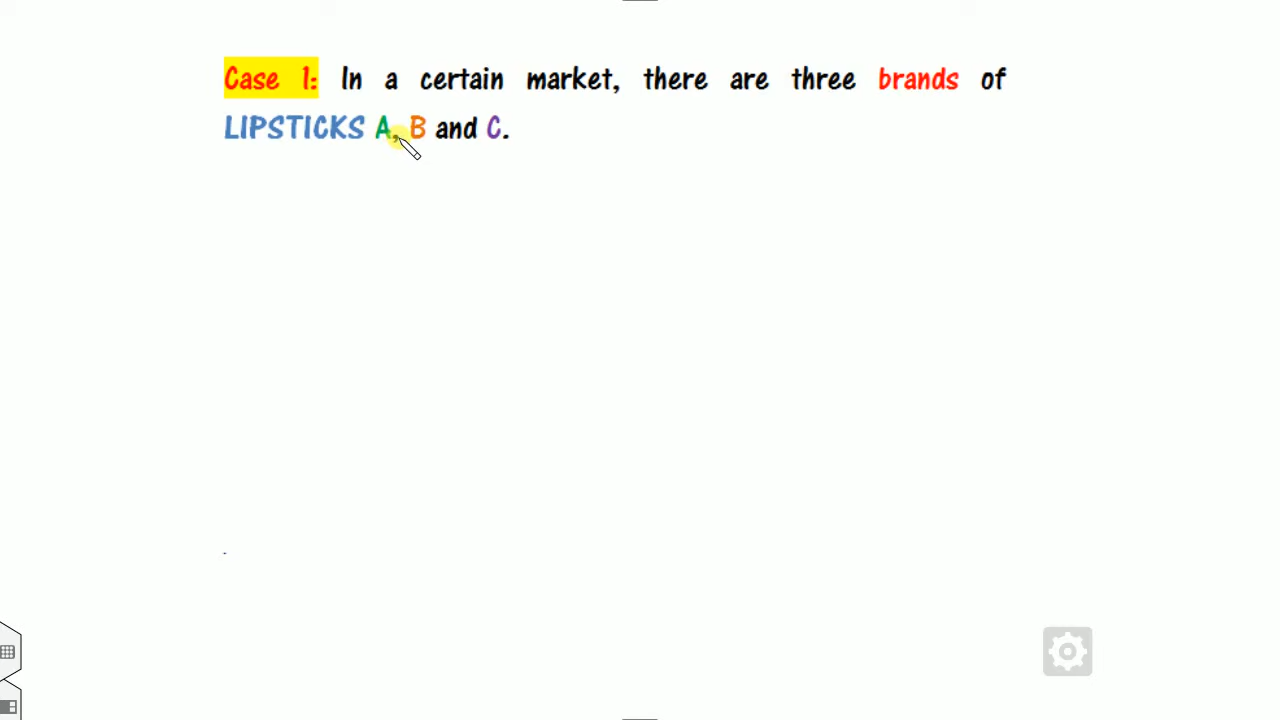 Case 1: In a certain market, there are three brands of
LIPSTICKS A, B and C.